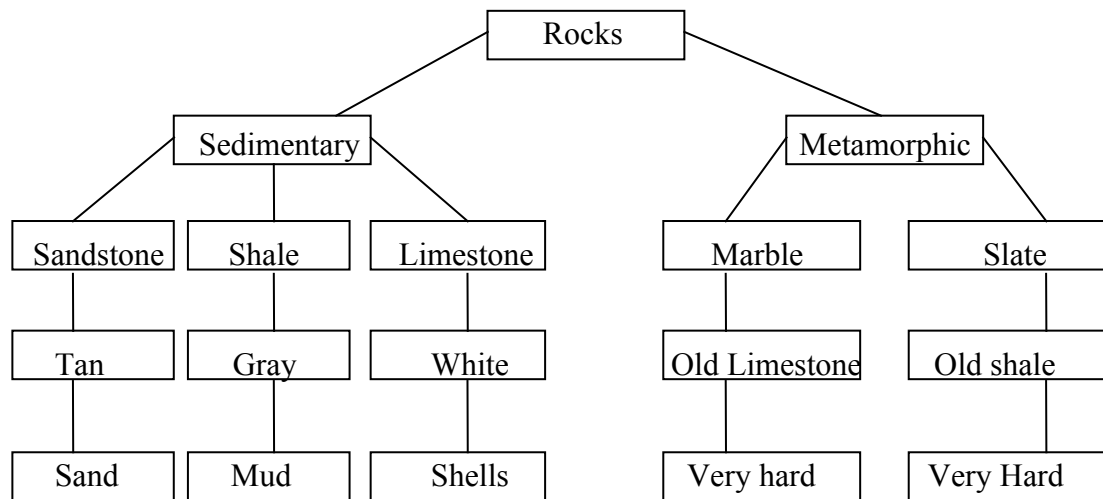 Rocks
Sedimentary Metamorphic
Sandstone Shale Limestone Marble Slate
Tan Gray White Old Limestone Old shale
Sand Mud Shells Very hard Very Hard